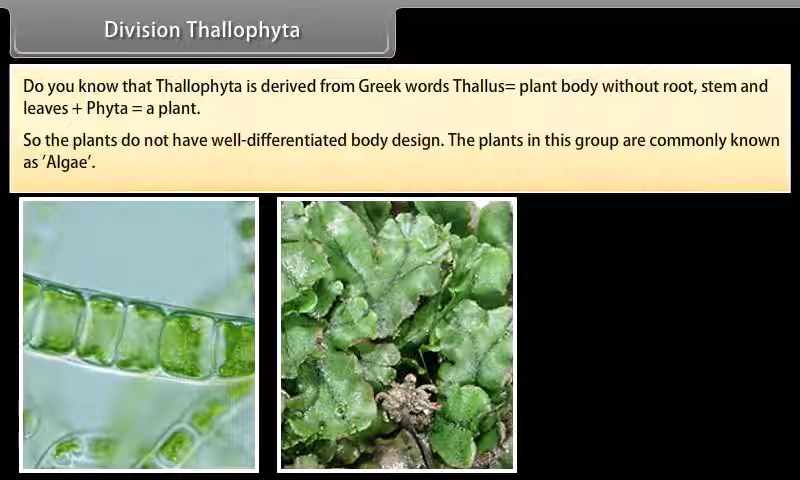 Division Thallophyta
Do you know that Thallophyta is derived from Greek words Thallus= plant body without root, stem and
leaves + Phyta = a plant.
So the plants do not have well-differentiated body design. The plants in this group are commonly known
as ‘Algae’.